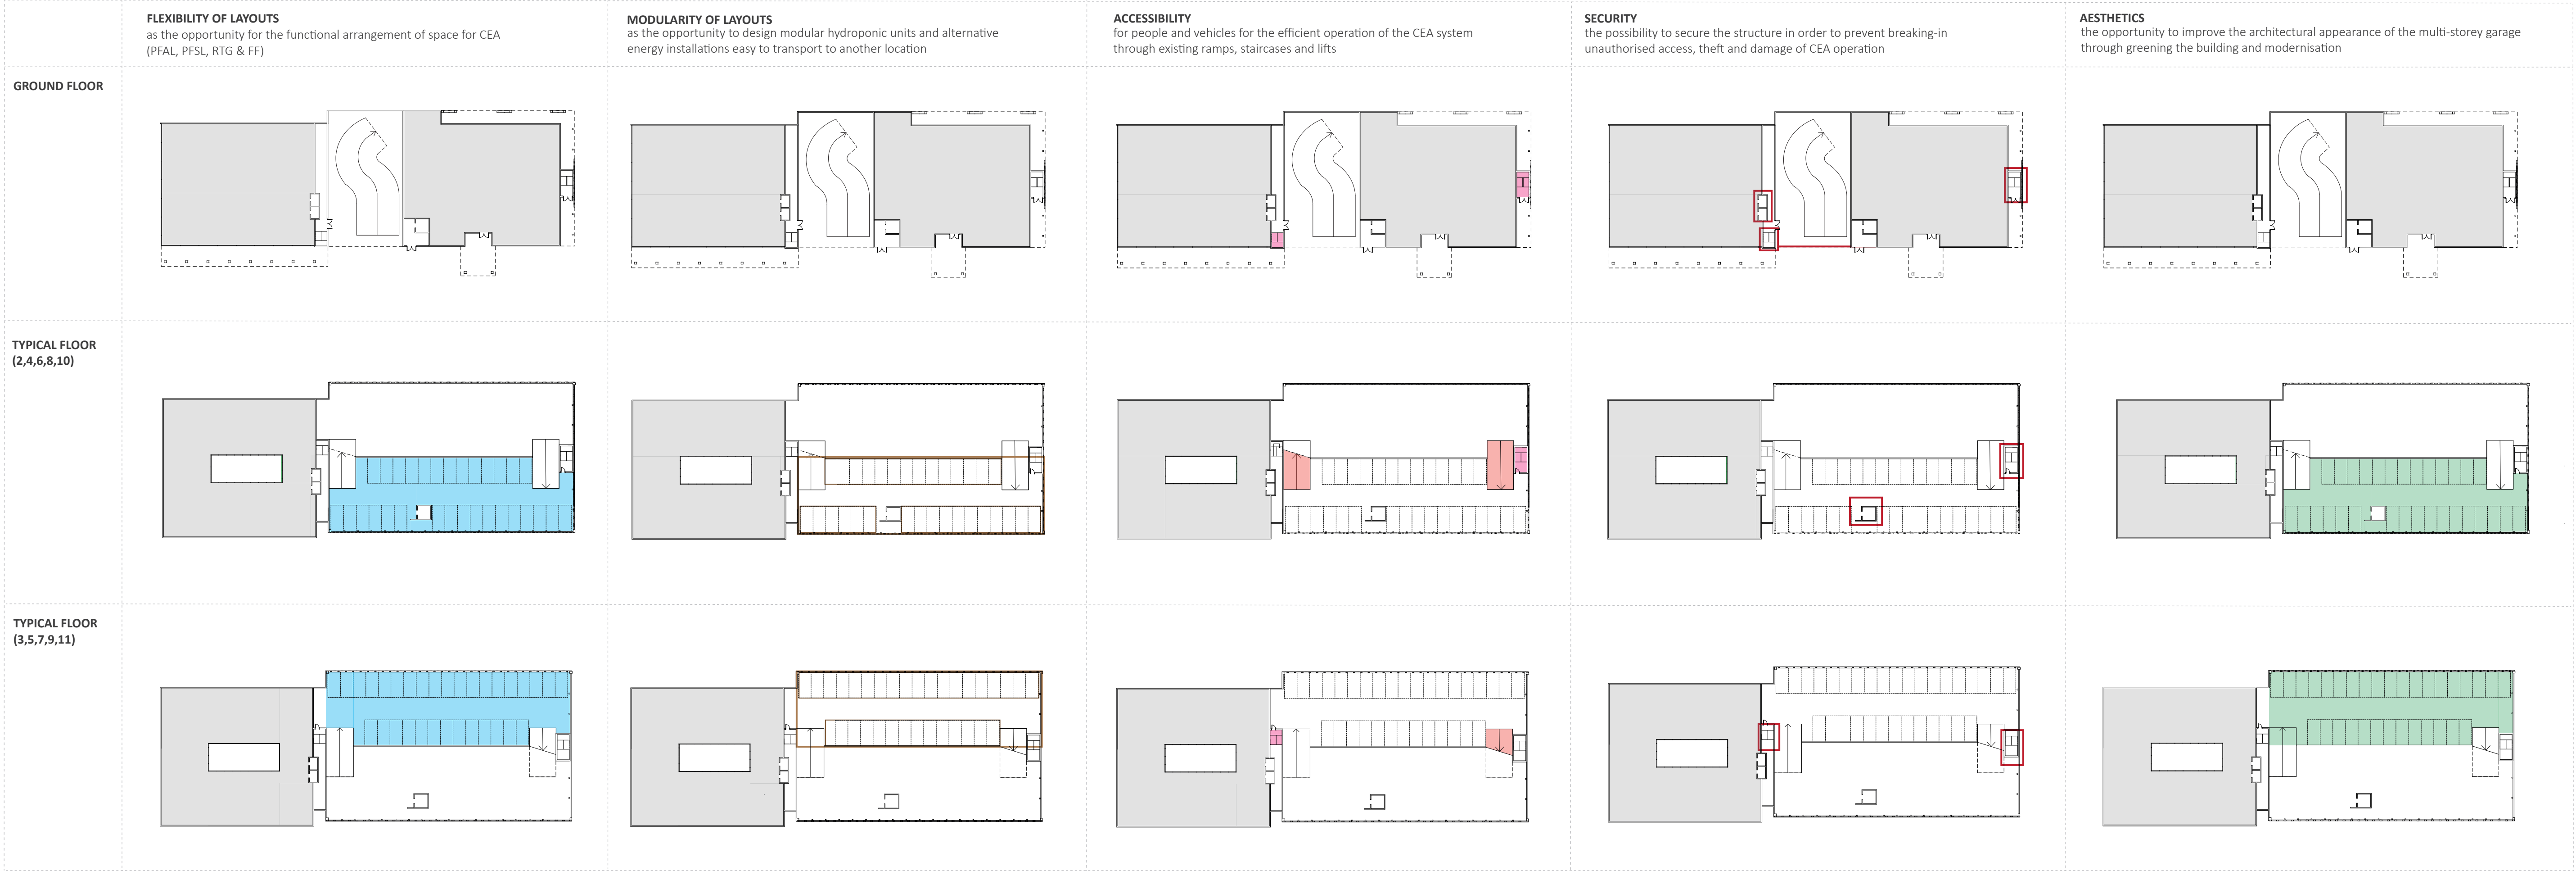 FLEXIBILITY OF LAYOUTS
as the opportunity for the functional arrangement of space for CEA
(PFAL, PFSL, RTG & FF)
MODULARITY OF LAYOUTS
as the opportunity to design modular hydroponic units and alternative
energy installations easy to transport to another location
ACCESSIBILITY
for people and vehicles for the efficient operation of the CEA system
through existing ramps, staircases and lifts
SECURITY
the possibility to secure the structure in order to prevent breaking-in
unauthorised access, theft and damage of CEA operation
AESTHETICS
the opportunity to improve the architectural appearance of the multi-storey garage
through greening the building and modernisation
GROUND FLOOR
TYPICAL FLOOR
(2,4,6,8,10)
TYPICAL FLOOR
(3,5,7,9,11)